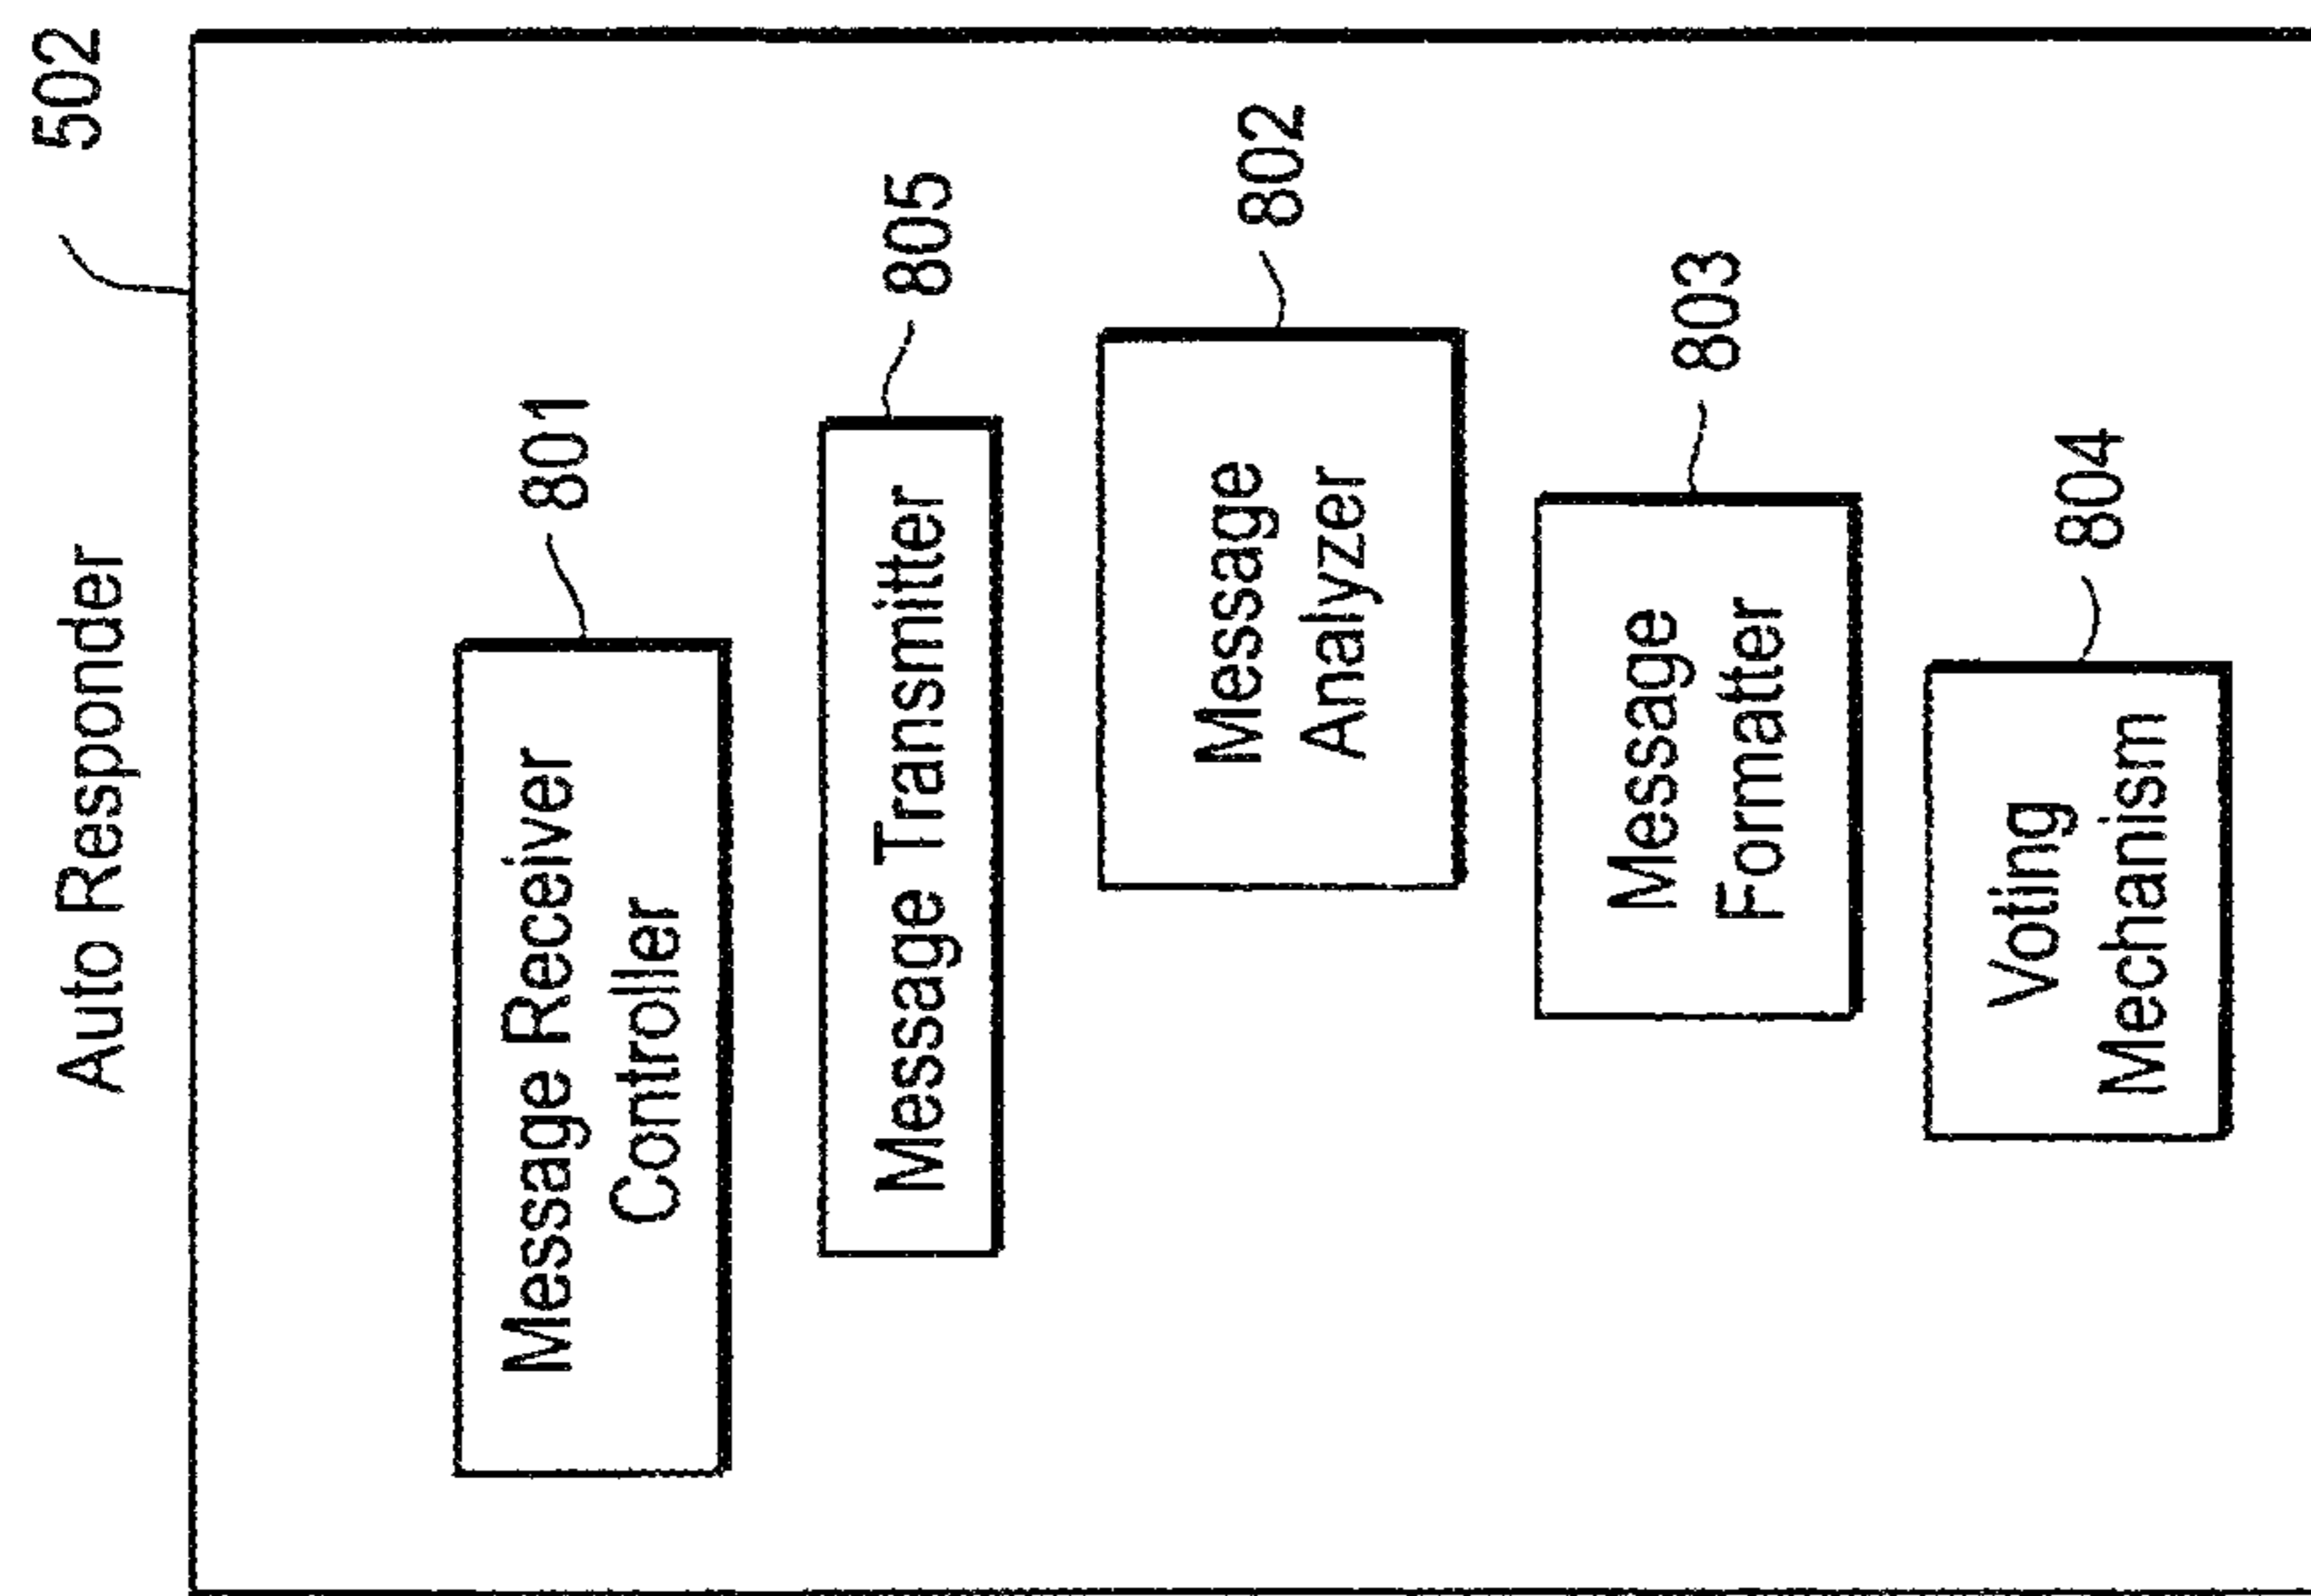 Auto Responder
502
801
Message Receiver
Controller
805
Message Transmitter
802
Message
Analyzer
803
Message
Formatter
804
Voting
Mechanism